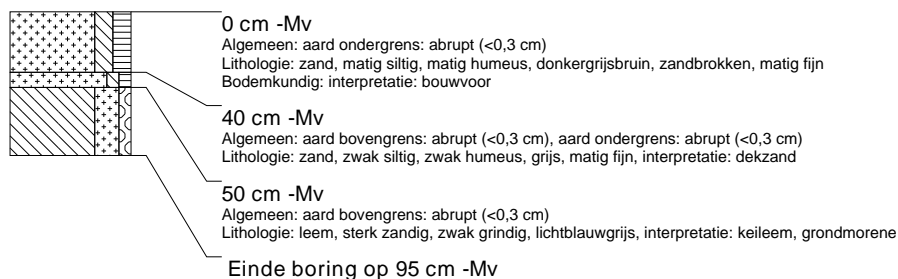 0 cm -Mv
Algemeen: aard ondergrens: abrupt (<0,3 cm)
Lithologie: zand, matig siltig, matig humeus, donkergrijsbruin, zandbrokken, matig fijn
Bodemkundig: interpretatie: bouwvoor
40 cm -Mv
Algemeen: aard bovengrens: abrupt (<0,3 cm), aard ondergrens: abrupt (<0,3 cm)
Lithologie: zand, zwak siltig, zwak humeus, grijs, matig fijn, interpretatie: dekzand
50 cm -Mv
Algemeen: aard bovengrens: abrupt (<0,3 cm)
Lithologie: leem, sterk zandig, zwak grindig, lichtblauwgrijs, interpretatie: keileem, grondmorene
Einde boring op 95 cm -Mv